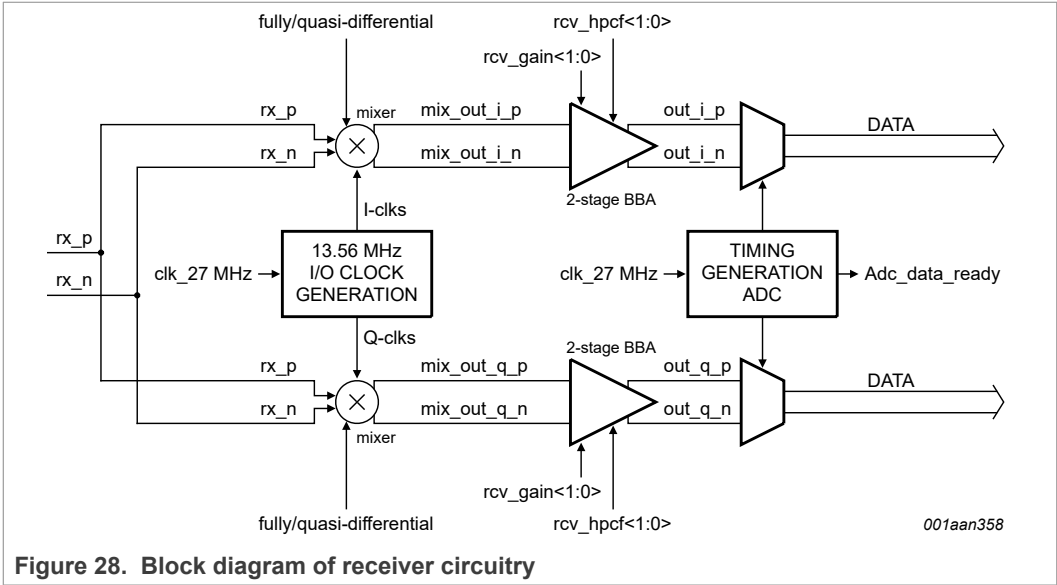 fully/quasi-differential
rcv_hpcf<1:0>
rcv_gain<1:0>
rx_p
mixer
mix_out_i_p
out_i_p
DATA
rx_n
mix_out_i_n
out_i_n
2-stage BBA
I-clks
rx_p
rx_n
clk_27 MHz
13.56 MHz
I/O CLOCK
GENERATION
clk_27 MHz
TIMING
GENERATION
ADC
Adc_data_ready
Q-clks
2-stage BBA
rx_p
mix_out_q_p
out_q_p
DATA
rx_n
mix_out_q_n
out_q_n
mixer
rcv_gain<1:0>
fully/quasi-differential
rcv_hpcf<1:0>
001aan358
Figure 28. Block diagram of receiver circuitry